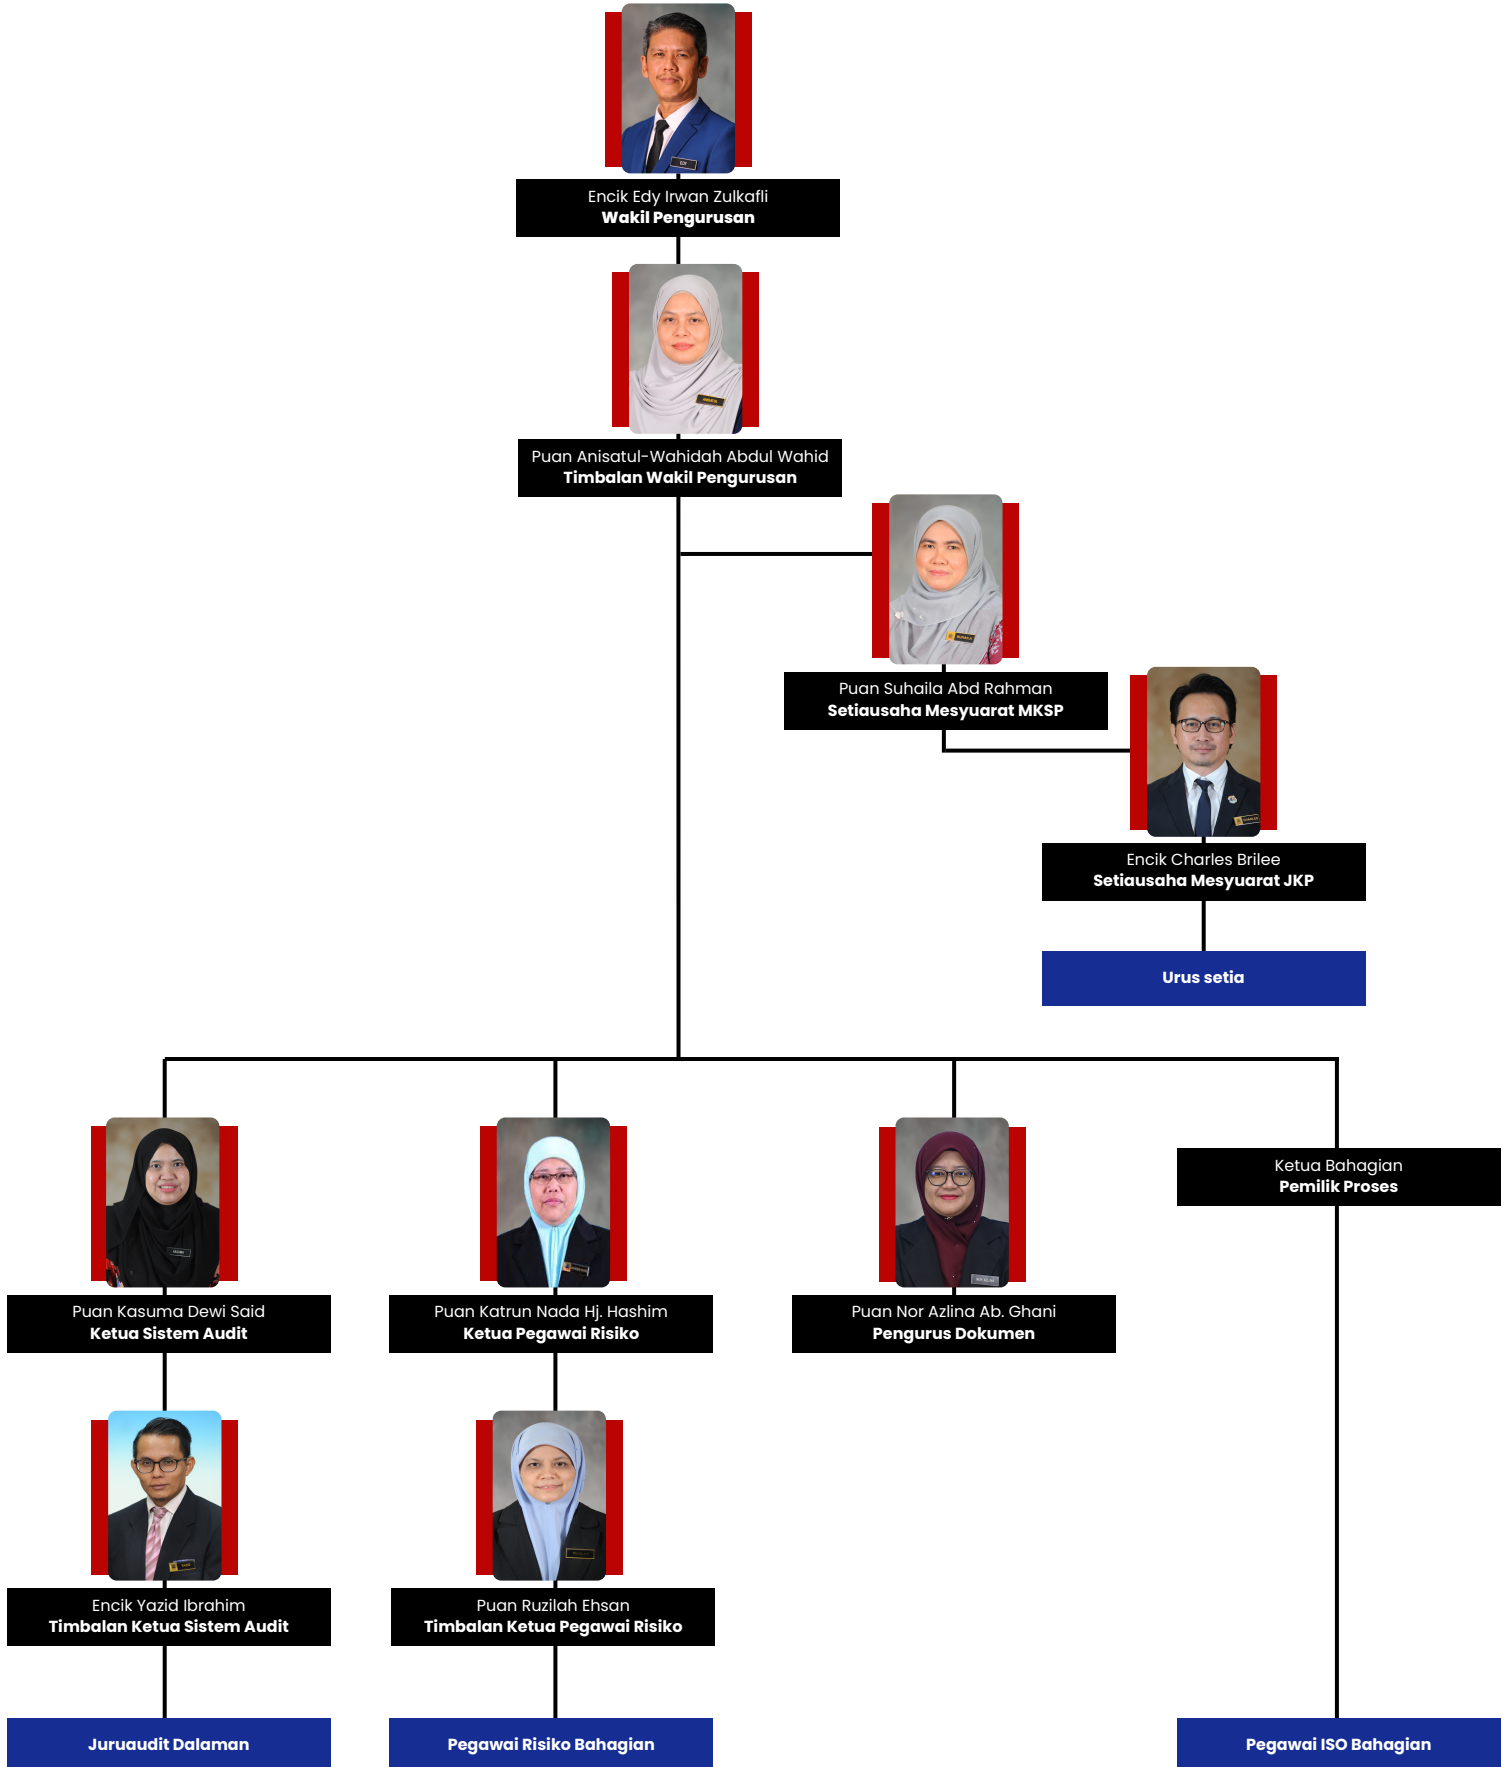 EDY
Encik Edy Irwan Zulkafli
Wakil Pengurusan
Puan Anisatul-Wahidah Abdul Wahid
Timbalan Wakil Pengurusan
Puan Suhaila Abd Rahman
Setiausaha Mesyuarat MKSP
Encik Charles Brilee
Setiausaha Mesyuarat JKP
Urus setia
Ketua Bahagian
Pemilik Proses
Puan Kasuma Dewi Said
Ketua Sistem Audit
Puan Katrun Nada Hj. Hashim
Ketua Pegawai Risiko
Puan Nor Azlina Ab. Ghani
Pengurus Dokumen
Encik Yazid Ibrahim
Timbalan Ketua Sistem Audit
Puan Ruzilah Ehsan
Timbalan Ketua Pegawai Risiko
Juruaudit Dalaman
Pegawai Risiko Bahagian
Pegawai ISO Bahagian